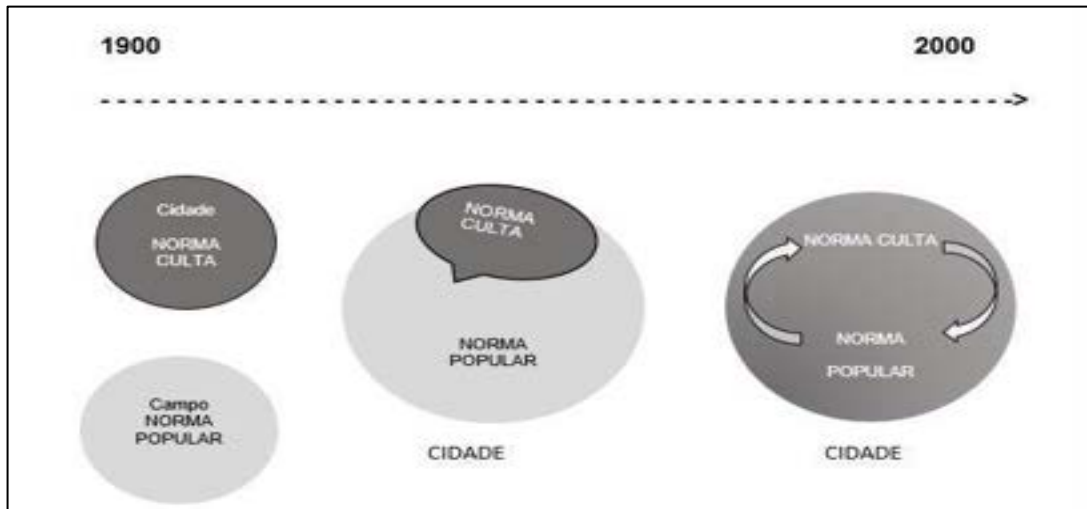 1900
2000
Cidade
NORMA
CULTA
Campo
NORMA
POPULAR
NORMA
CULTA
NORMA
POPULAR
CIDADE
NORMA CULTA
NORMA
POPULAR
CIDADE